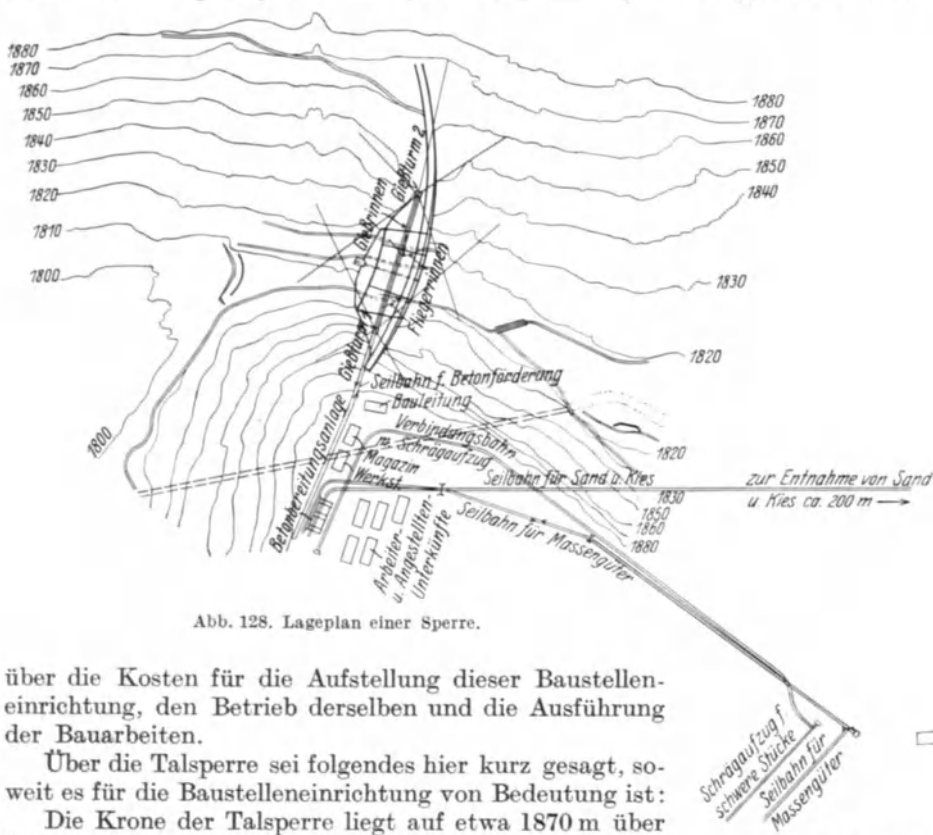 1880
1870
1860
1850
1840
1830
1820
1810
1800
1880
1870
1860
1850
1840
1830
1820
Gießturm 2
Gießrinnen
Fliegerrinnen
Gießturm 1
Seilbahn f. Betonförderung
Bauleitung
1800
Betonbereitungsanlage
Verbindungsbahn
m. Schrägaufzug
Magazin
Werkst.
1820
Seilbahn für Sand u. Kies
zur Entnahme von Sand
u. Kies ca. 200 m
1830
1850
1860
1880
Seilbahn für Massengüter
Arbeiter-
u. Angestellten
Unterkünfte
Schrägaufzug f.
schwere Stücke
Seilbahn für
Massengüter
Abb. 128. Lageplan einer Sperre.
über die Kosten für die Aufstellung dieser Baustellen-
einrichtung, den Betrieb derselben und die Ausführung
der Bauarbeiten.
Über die Talsperre sei folgendes hier kurz gesagt, so-
weit es für die Baustelleneinrichtung von Bedeutung ist:
Die Krone der Talsperre liegt auf etwa 1870 m über